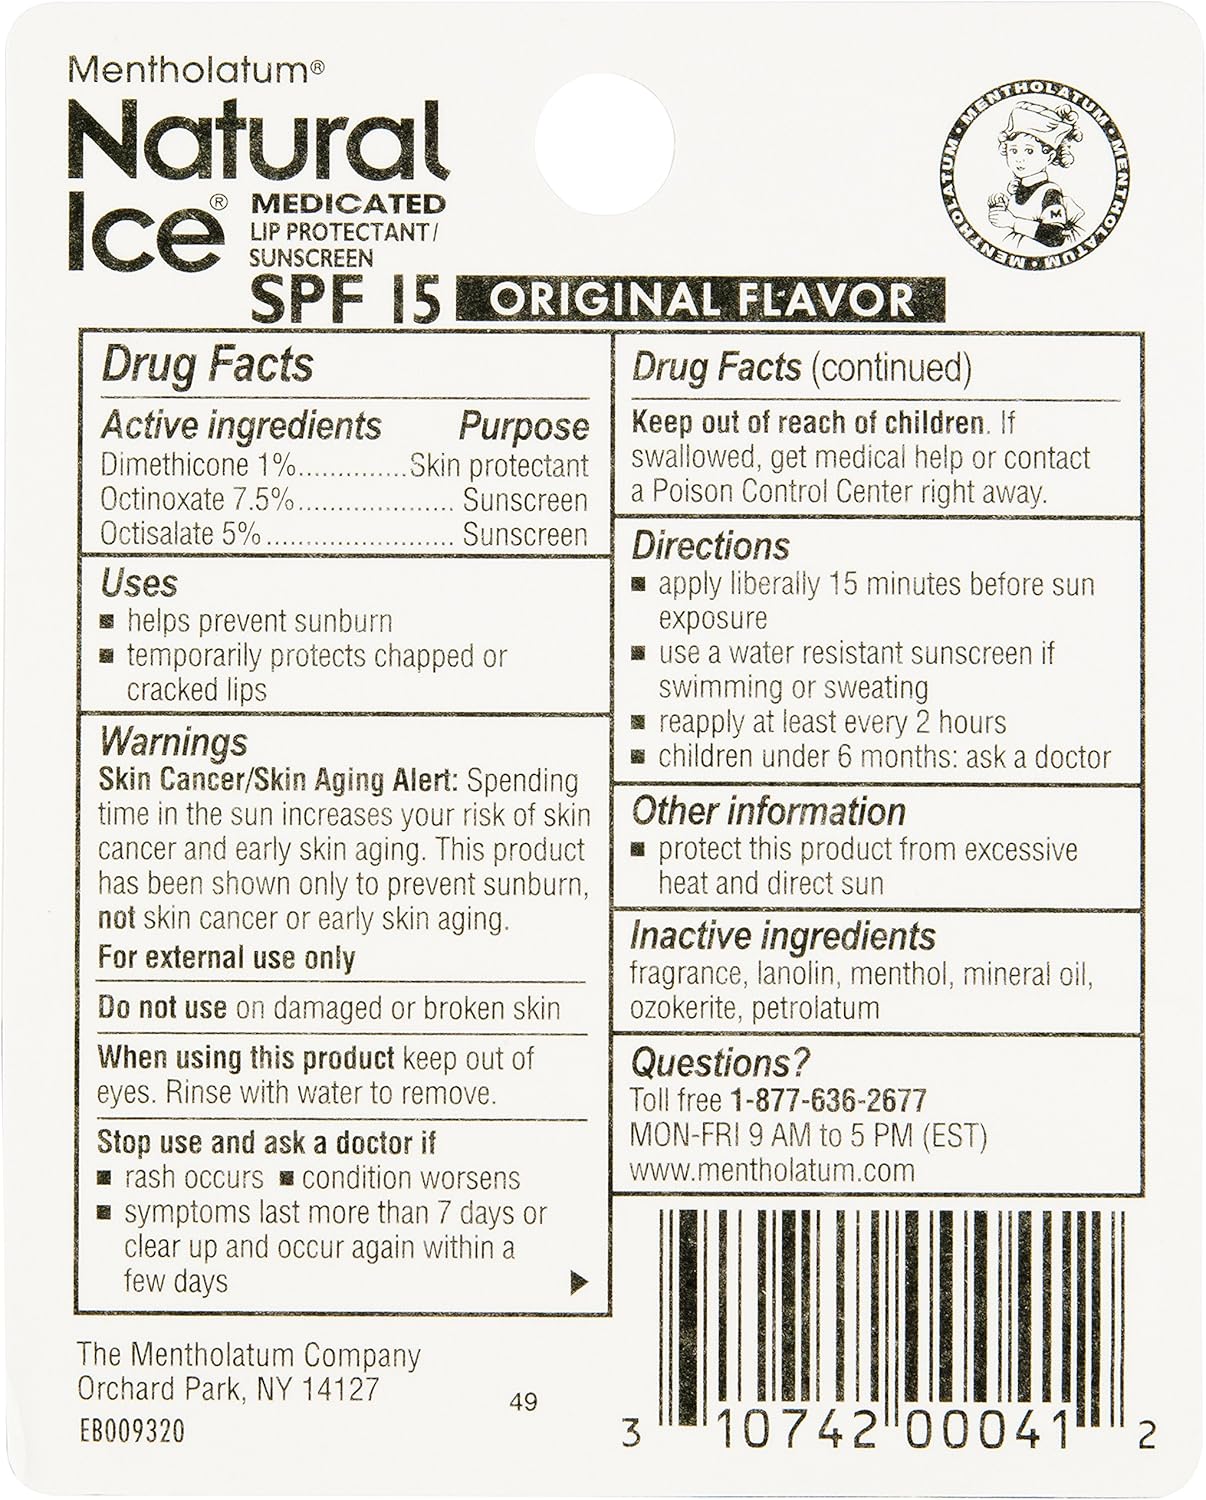 Mentholatum®
Natural
Ice® MEDICATED
LIP PROTECTANT/
SUNSCREEN
SPF 15 ORIGINAL FLAVOR
MENTHOLATUM • MENTHOLATUM • MENTHOLATUM • MENTHOLATUM
M
Drug Facts
Active ingredients Purpose
Dimethicone 1%..............Skin protectant
Octinoxate 7.5%.................... Sunscreen
Octisalate 5%........................ Sunscreen
Uses
▪ helps prevent sunburn
▪ temporarily protects chapped or
cracked lips
Warnings
Skin Cancer/Skin Aging Alert: Spending
time in the sun increases your risk of skin
cancer and early skin aging. This product
has been shown only to prevent sunburn,
not skin cancer or early skin aging.
For external use only
Do not use on damaged or broken skin
When using this product keep out of
eyes. Rinse with water to remove.
Stop use and ask a doctor if
▪ rash occurs ▪ condition worsens
▪ symptoms last more than 7 days or
clear up and occur again within a
few days
Drug Facts (continued)
Keep out of reach of children. If
swallowed, get medical help or contact
a Poison Control Center right away.
Directions
▪ apply liberally 15 minutes before sun
exposure
▪ use a water resistant sunscreen if
swimming or sweating
▪ reapply at least every 2 hours
▪ children under 6 months: ask a doctor
Other information
▪ protect this product from excessive
heat and direct sun
Inactive ingredients
fragrance, lanolin, menthol, mineral oil,
ozokerite, petrolatum
Questions?
Toll free 1-877-636-2677
MON-FRI 9 AM to 5 PM (EST)
www.mentholatum.com
The Mentholatum Company
Orchard Park, NY 14127
49
EB009320
3 10742 00041 2